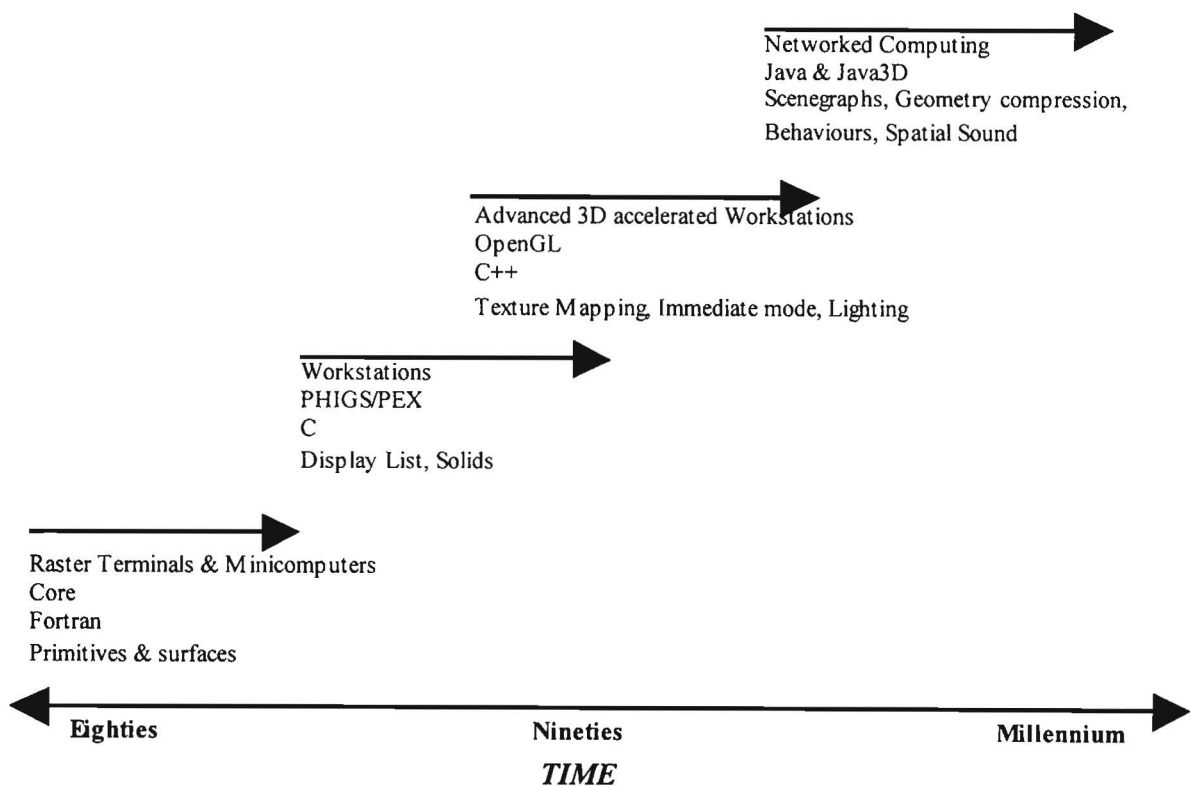 Networked Computing
Java & Java3D
Scenegraphs, Geometry compression,
Behaviours, Spatial Sound
Advanced 3D accelerated Workstations
OpenGL
C++
Texture Mapping, Immediate mode, Lighting
Workstations
PHIGS/PEX
C
Display List, Solids
Raster Terminals & Minicomputers
Core
Fortran
Primitives & surfaces
Eighties Nineties Millennium
TIME